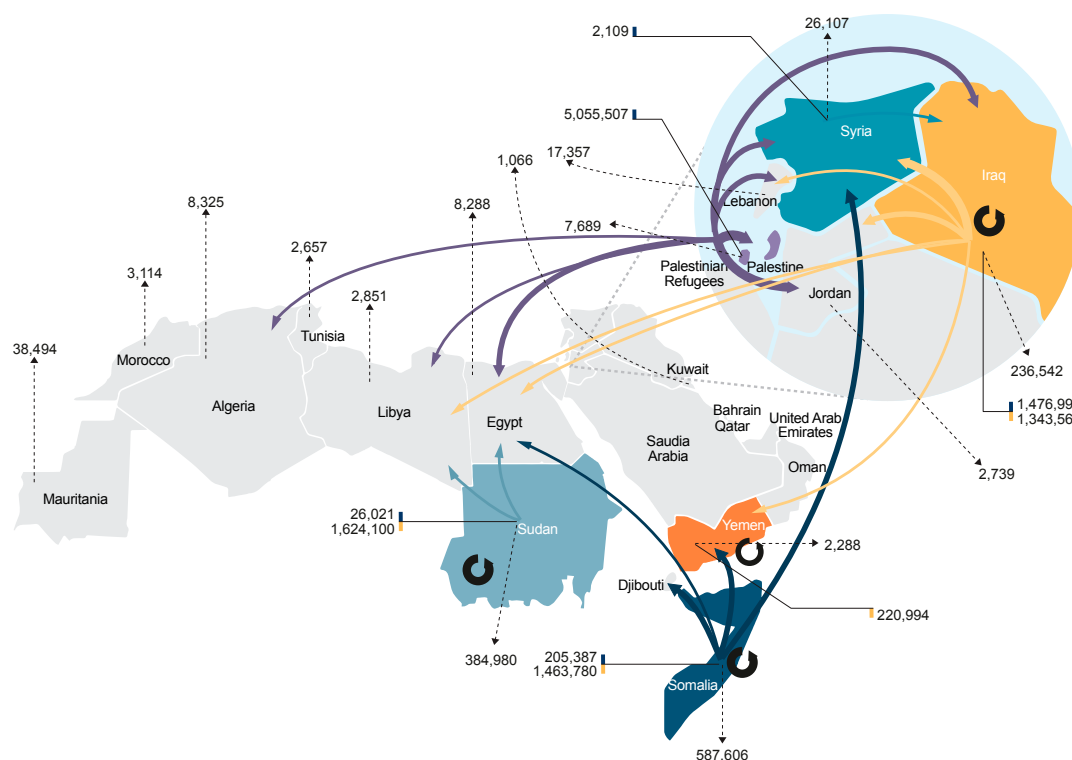 2,109
26,107
5,055,507
Syria
1,066
17,357
Iraq
Lebanon
8,325
8,288
7,689
2,657
Palestinian
Refugees
Palestine
3,114
2,851
Jordan
Tunisia
38,494
Morocco
236,542
Kuwait
Algeria
Libya
1,476,99
1,343,56
Bahrain
Qatar
United Arab
Emirates
Egypt
Saudia
Arabia
Oman
2,739
Mauritania
26,021
1,624,100
Sudan
Yemen
2,288
Djibouti
220,994
384,980
205,387
1,463,780
Somalia
587,606